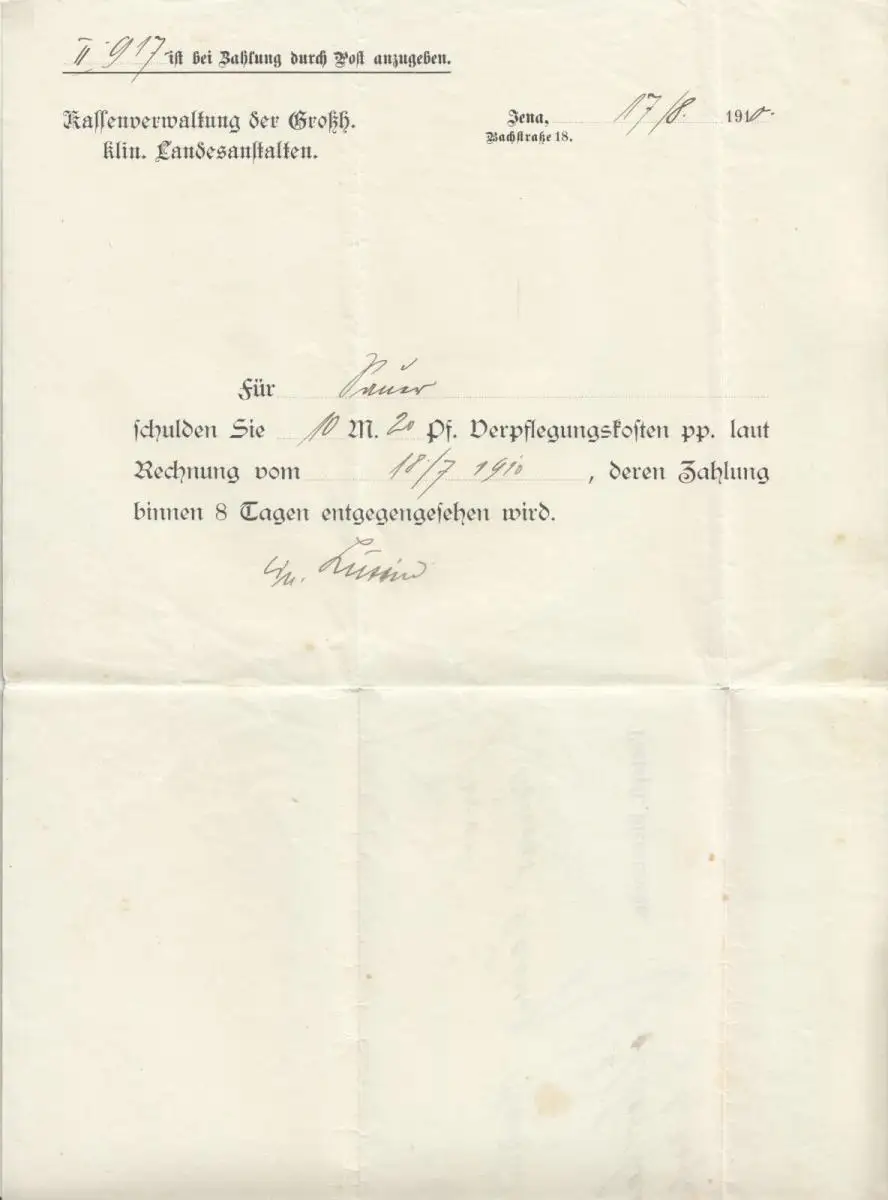 II 917 ist bei Zahlung durch Post anzugeben.
Kassenverwaltung der Großh.
klin. Landesanstalten.
Jena, 17/8. 1910.
Bachstraße 18.
Für Sauer
schulden Sie 10 M. 20 Pf. Verpflegungskosten pp. laut
Rechnung vom 18./7 1910, deren Zahlung
binnen 8 Tagen entgegengesehen wird.